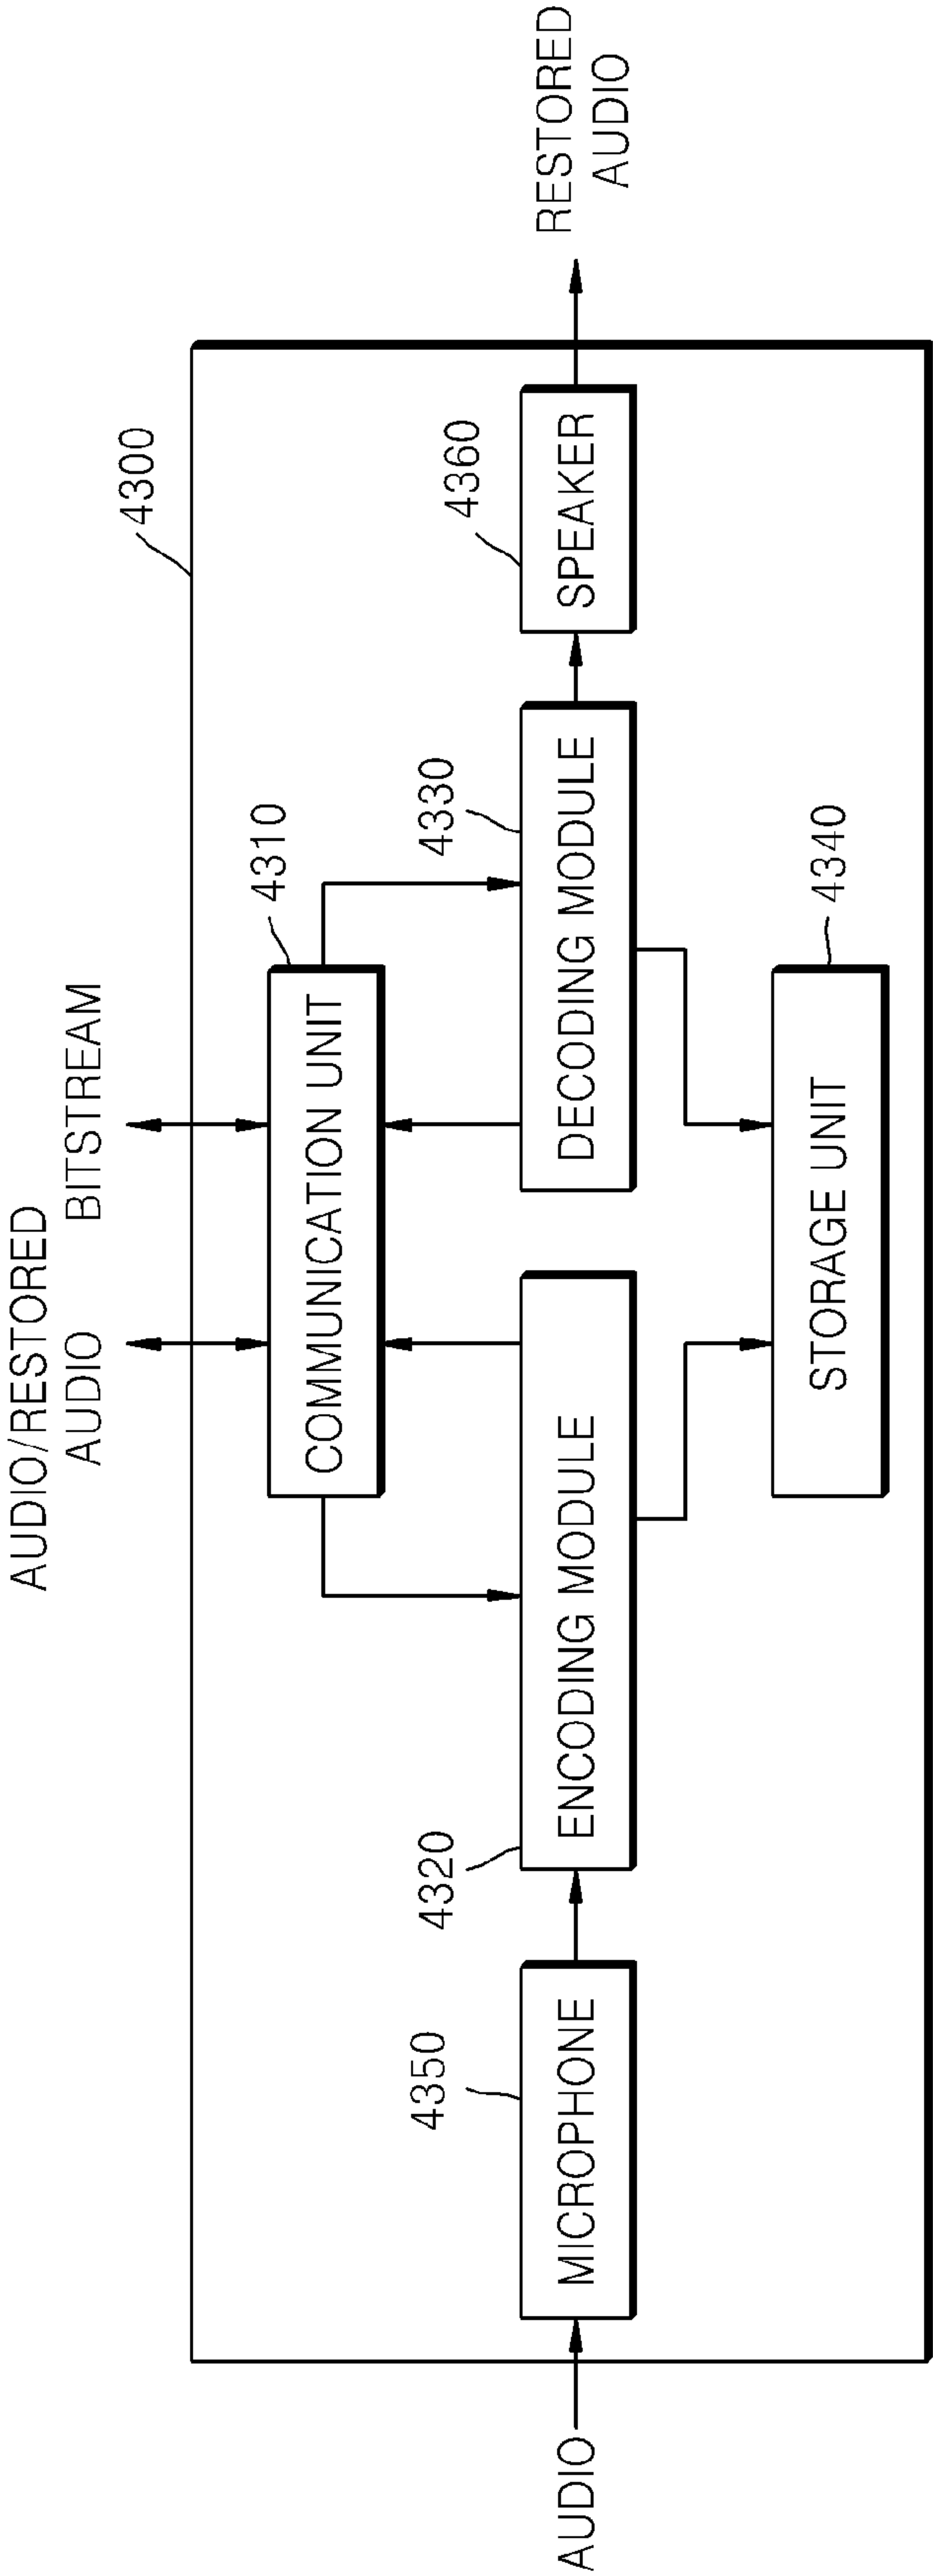 AUDIO/RESTORED
AUDIO
BITSTREAM
4300
4310
COMMUNICATION UNIT
4350
4320
4330
4360
AUDIO
MICROPHONE
ENCODING MODULE
DECODING MODULE
SPEAKER
RESTORED
AUDIO
4340
STORAGE UNIT